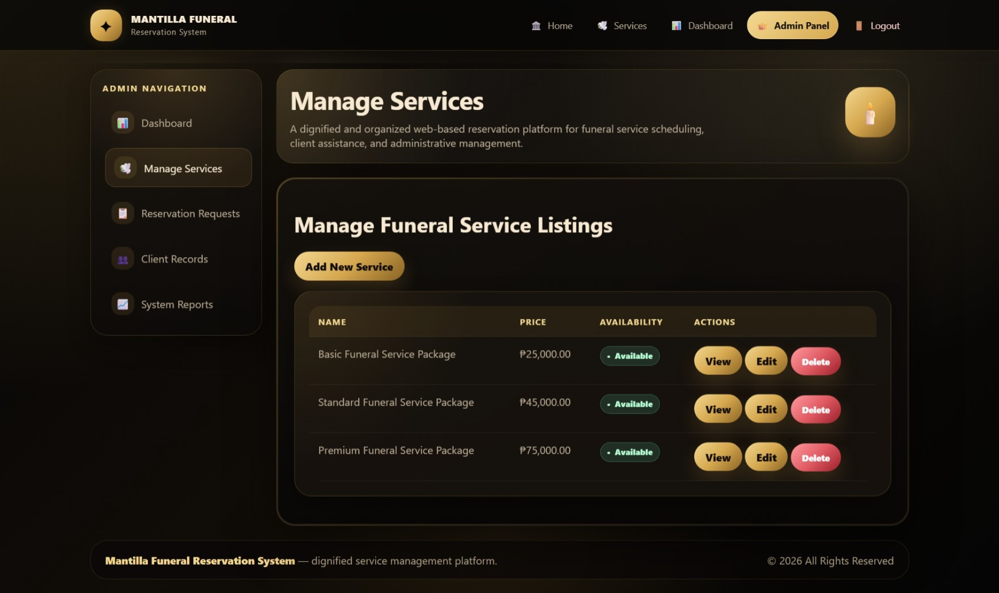 MANTILLA FUNERAL
Reservation System
Home
Services
Dashboard
Admin Panel
Logout
ADMIN NAVIGATION
Dashboard
Manage Services
Reservation Requests
Client Records
System Reports
Manage Services
A dignified and organized web-based reservation platform for funeral service scheduling,
client assistance, and administrative management.
Manage Funeral Service Listings
Add New Service
NAME PRICE AVAILABILITY ACTIONS
Basic Funeral Service Package ₱25,000.00 • Available View Edit Delete
Standard Funeral Service Package ₱45,000.00 • Available View Edit Delete
Premium Funeral Service Package ₱75,000.00 • Available View Edit Delete
Mantilla Funeral Reservation System — dignified service management platform.
© 2026 All Rights Reserved